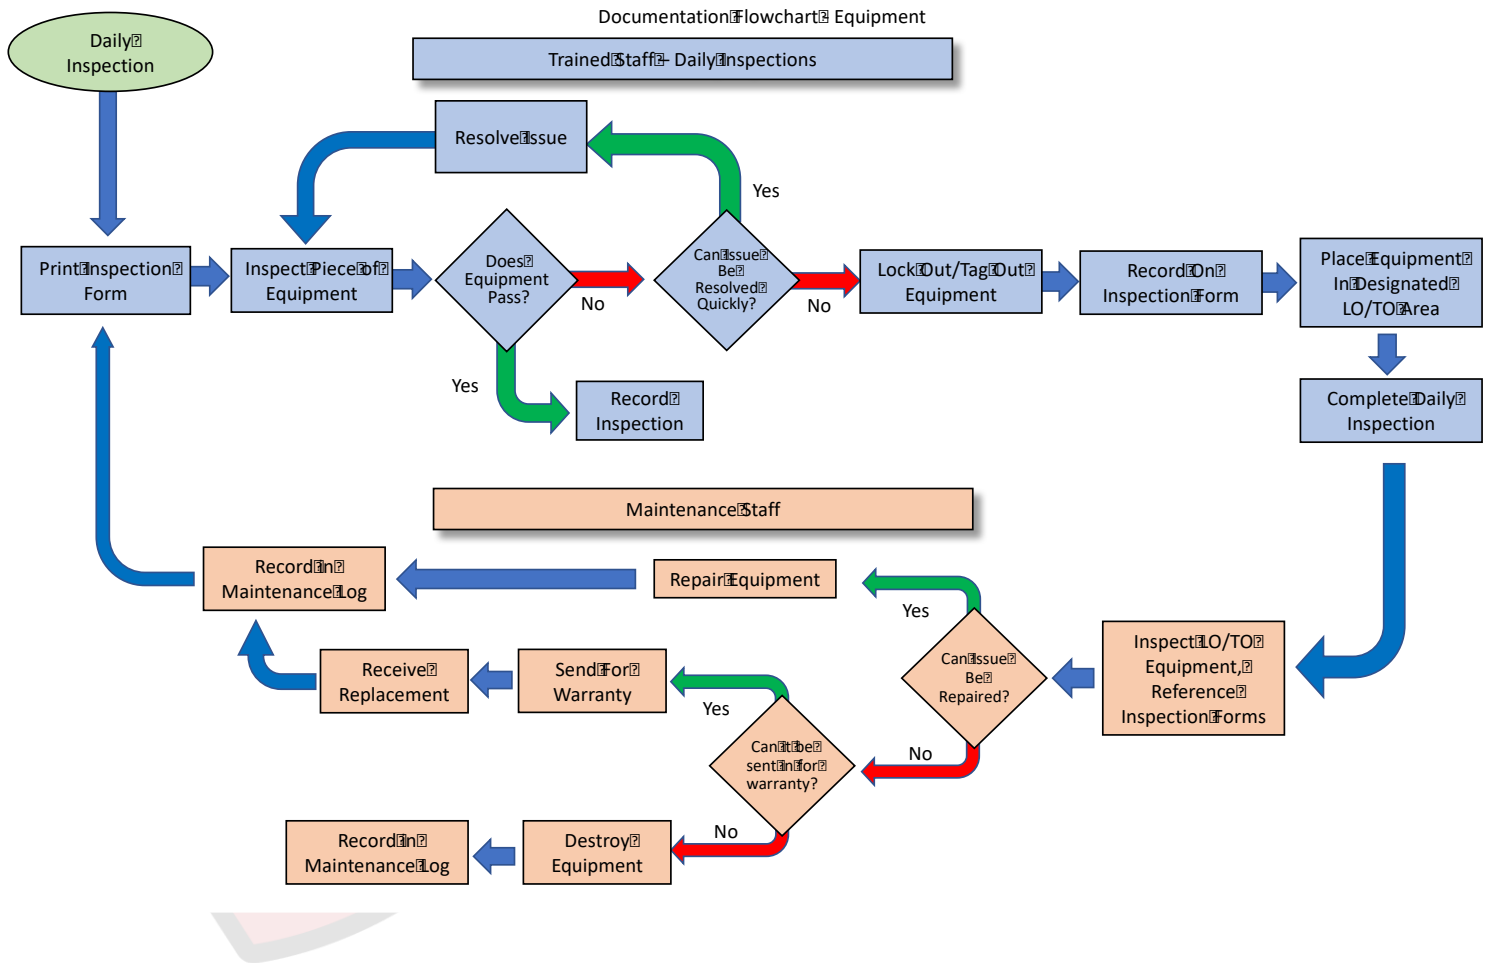 Documentation Flowchart – Equipment
Daily
Inspection
Trained Staff – Daily Inspections
Resolve Issue
Yes
Print Inspection
Form
Inspect Piece of
Equipment
Does
Equipment
Pass?
No
Can Issue
Be
Resolved
Quickly?
No
Lock Out/Tag Out
Equipment
Record On
Inspection Form
Place Equipment
In Designated
LO/TO Area
Yes
Record
Inspection
Complete Daily
Inspection
Maintenance Staff
Record In
Maintenance Log
Repair Equipment
Yes
Can Issue
Be
Repaired?
Inspect LO/TO
Equipment,
Reference
Inspection Forms
Receive
Replacement
Send For
Warranty
Yes
No
Can it be
sent in for
warranty?
No
Destroy
Equipment
Record In
Maintenance Log